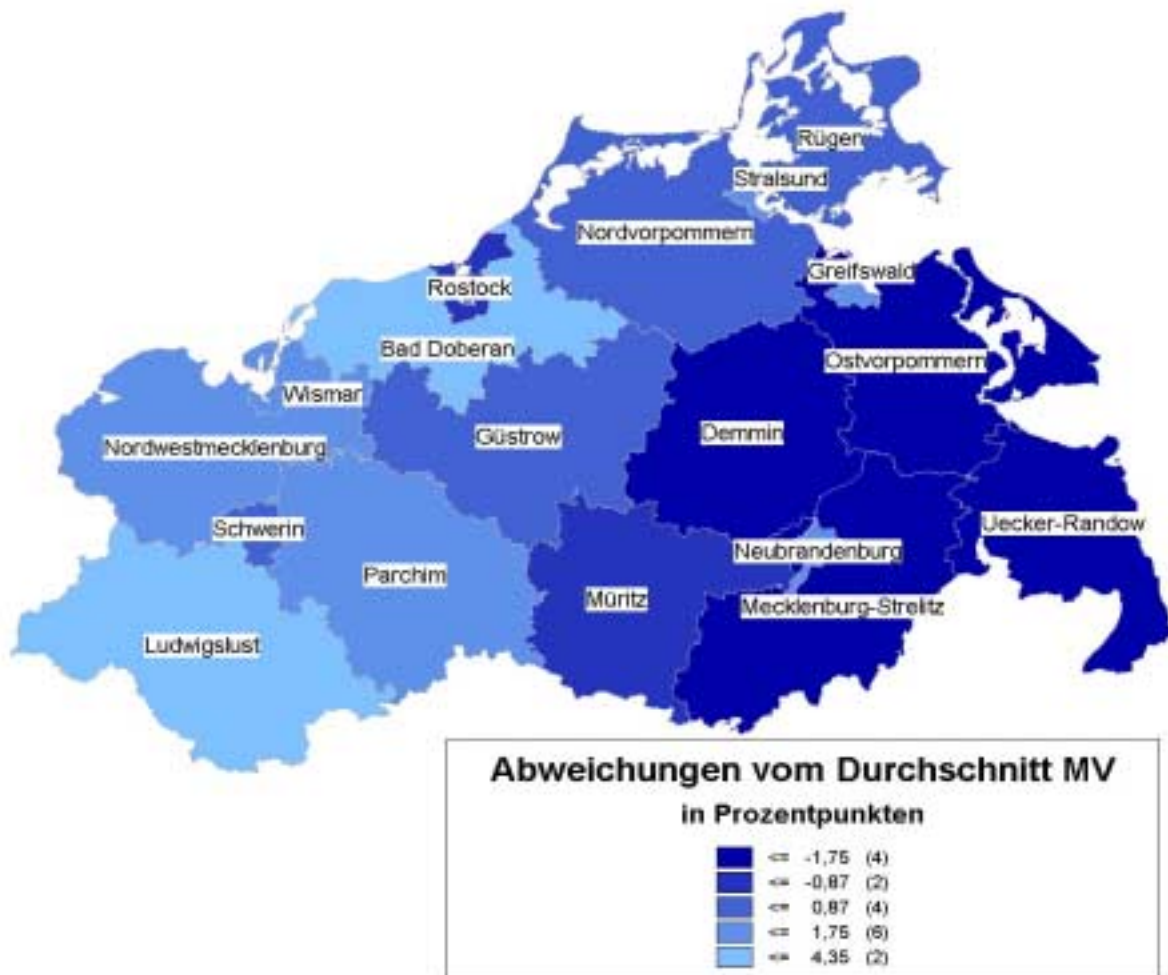 Rügen
Stralsund
Nordvorpommern
Greifswald
Rostock
Bad Doberan
Ostvorpommern
Wismar
Güstrow
Demmin
Nordwestmecklenburg
Schwerin
Uecker-Randow
Neubrandenburg
Parchim
Müritz
Mecklenburg-Strelitz
Ludwigslust
Abweichungen vom Durchschnitt MV
in Prozentpunkten
<= -1,75 (4)
<= -0,87 (2)
<= 0,87 (4)
<= 1,75 (6)
<= 4,35 (2)